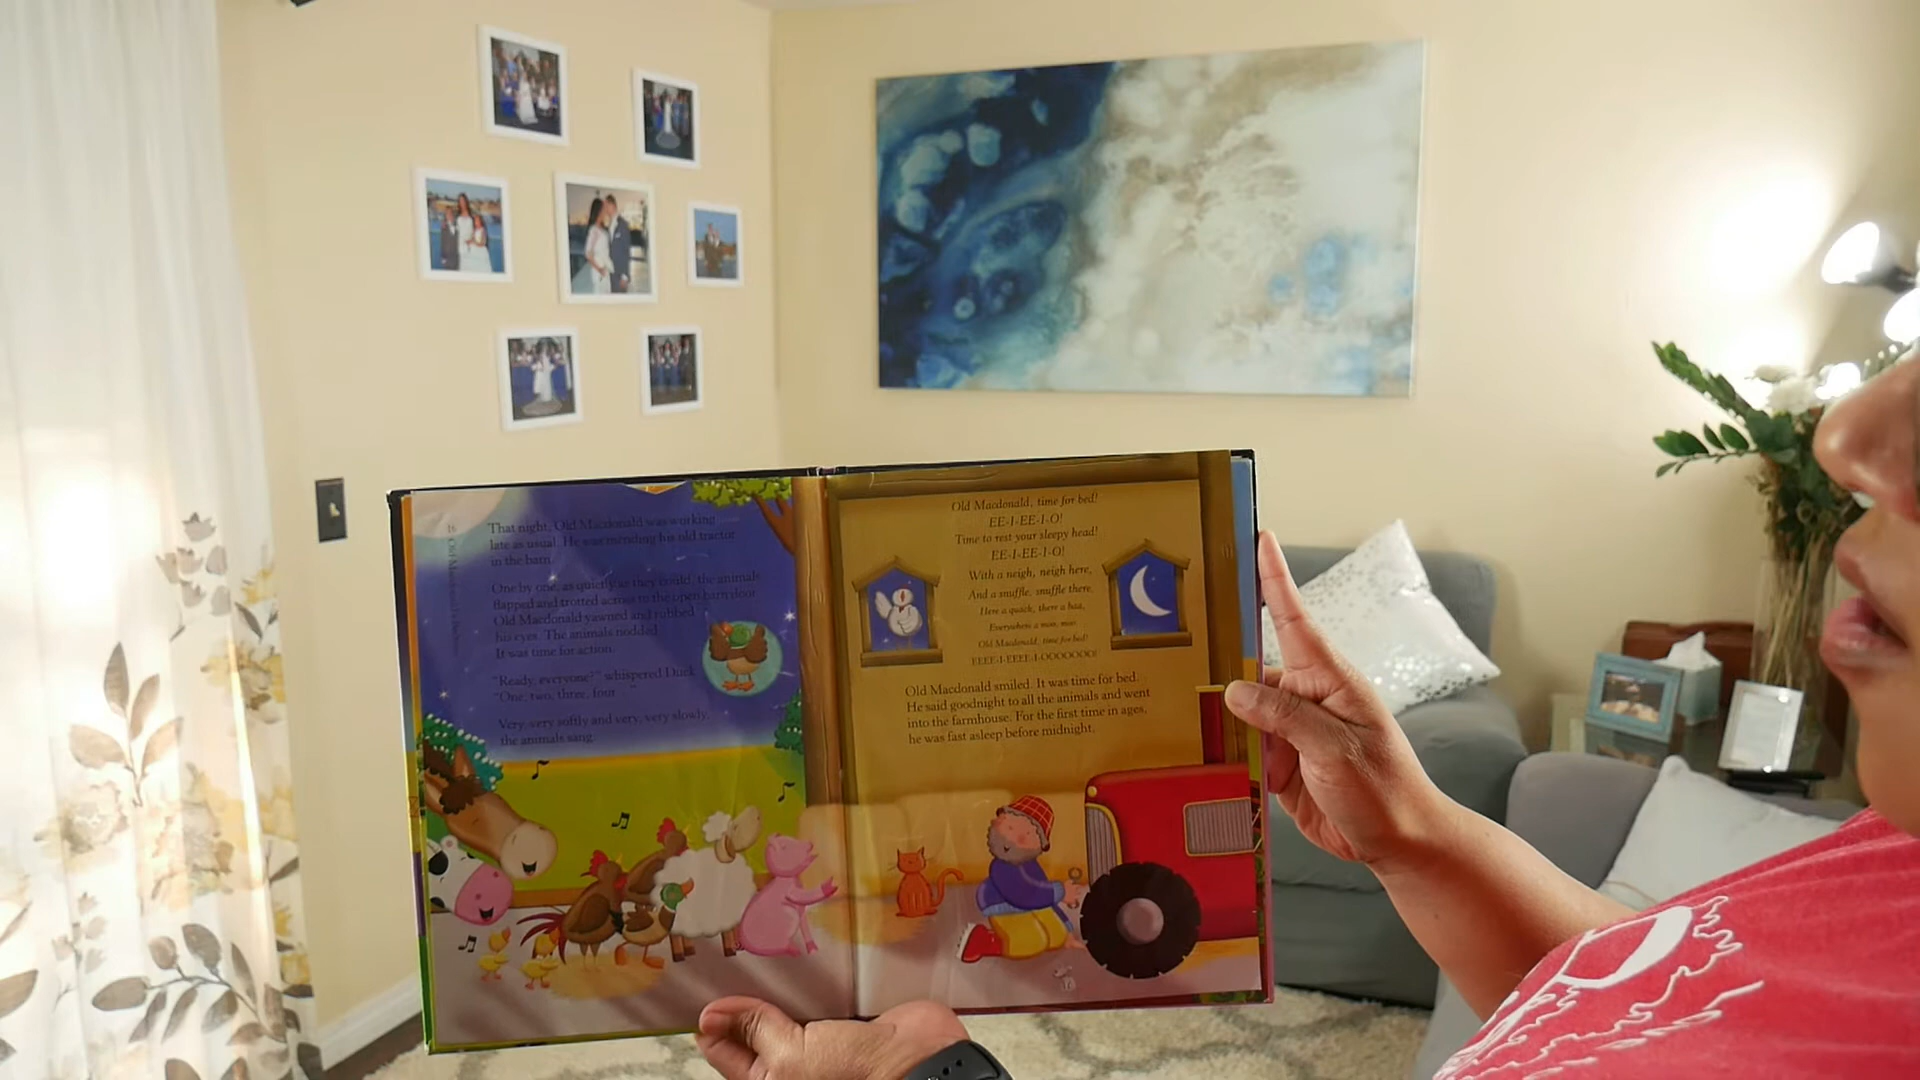 That night, Old Macdonald was working
late as usual. He was mending his old tractor
in the barn.
One by one, as quietly as they could, the animals
flapped and trotted across to the open barn door.
Old Macdonald yawned and rubbed
his eyes. The animals nodded.
It was time for action.
"Ready, everyone?" whispered Duck.
"One, two, three, four . . ."
Very, very softly and very, very slowly,
the animals sang:
Old Macdonald, time for bed!
EE-I-EE-I-O!
Time to rest your sleepy head!
EE-I-EE-I-O!
With a neigh, neigh here,
And a snuffle, snuffle there,
Here a quack, there a baa,
Everywhere a moo, moo
Old Macdonald, time for bed!
EEEE-I-EEEE-I-OOOOOOO!
Old Macdonald smiled. It was time for bed.
He said goodnight to all the animals and went
into the farmhouse. For the first time in ages,
he was fast asleep before midnight.